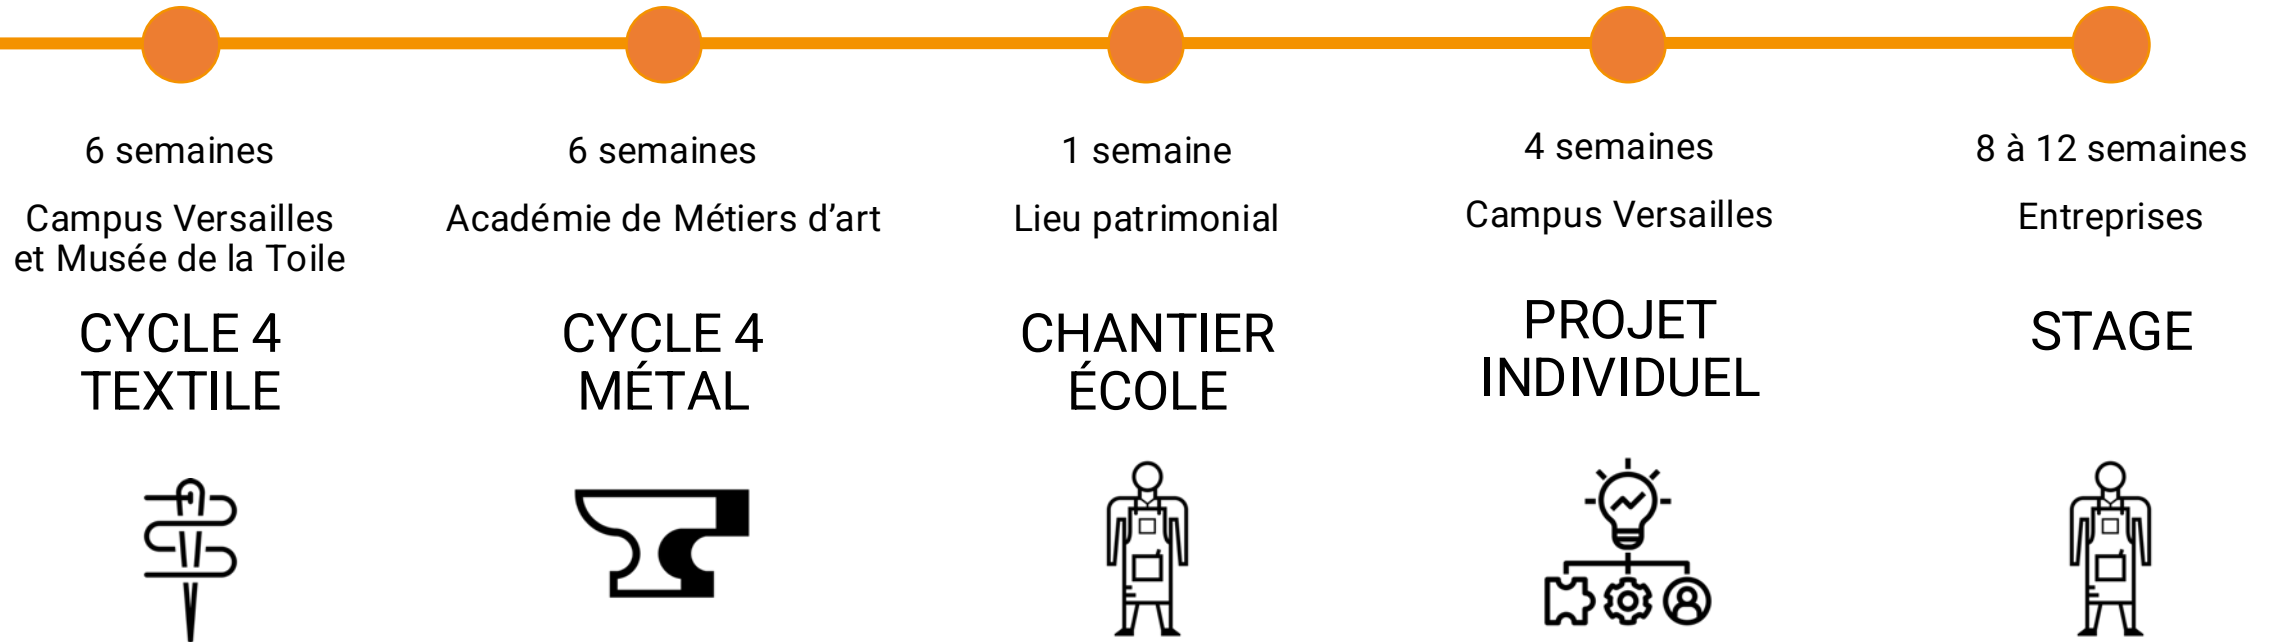 6 semaines
Campus Versailles
et Musée de la Toile
CYCLE 4
TEXTILE
6 semaines
Académie de Métiers d’art
CYCLE 4
MÉTAL
1 semaine
Lieu patrimonial
CHANTIER
ÉCOLE
4 semaines
Campus Versailles
PROJET
INDIVIDUEL
8 à 12 semaines
Entreprises
STAGE